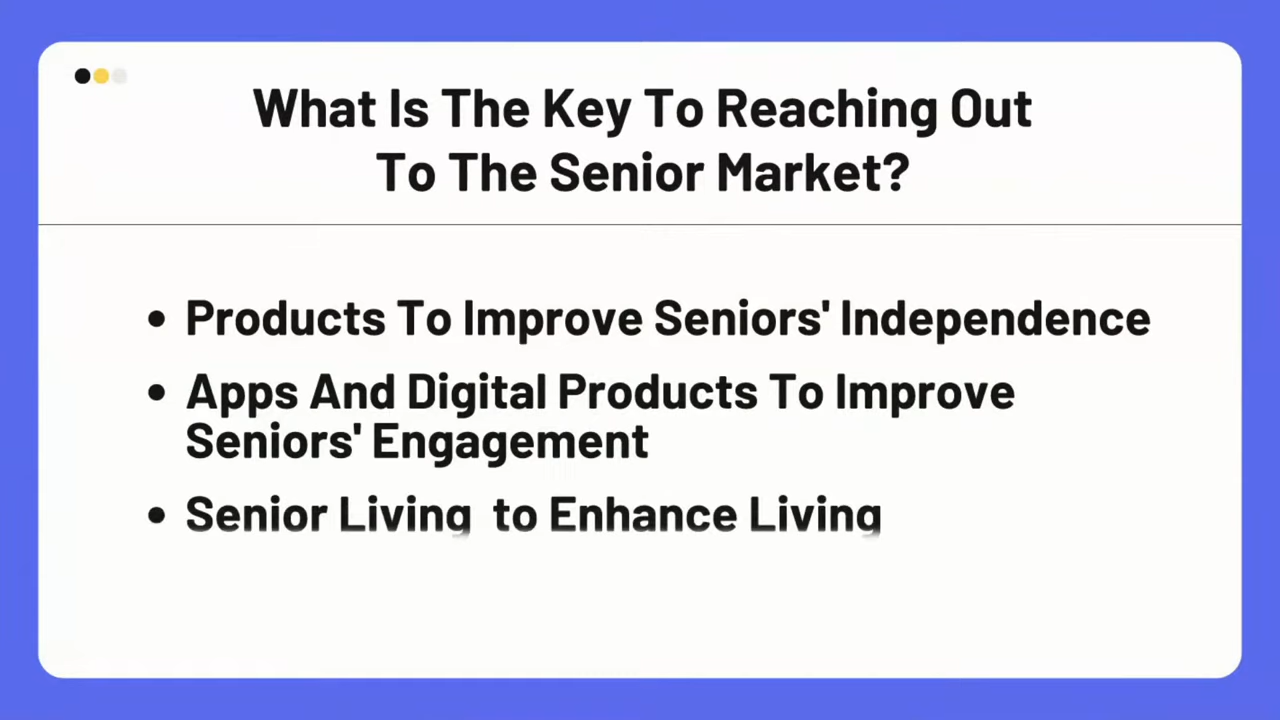 What Is The Key To Reaching Out
To The Senior Market?
• Products To Improve Seniors' Independence
• Apps And Digital Products To Improve
Seniors' Engagement
• Senior Living  to Enhance Living